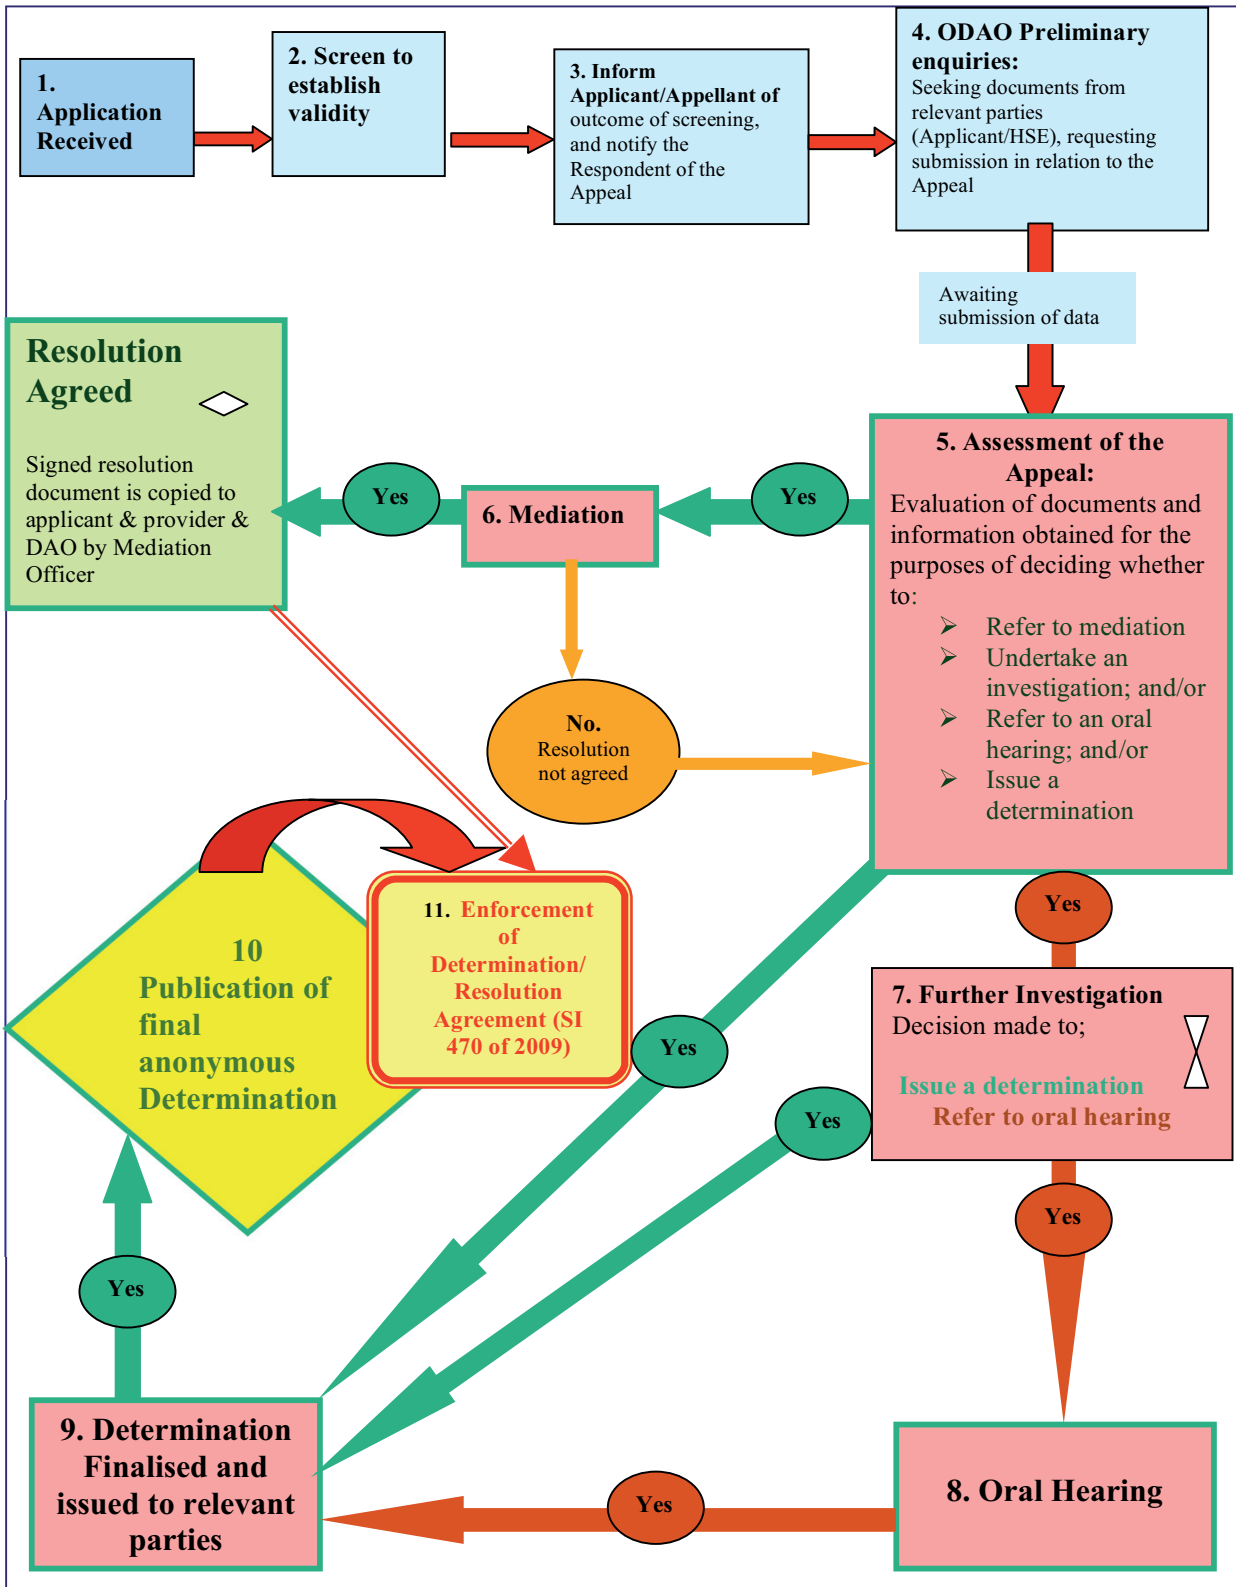 1.
Application
Received
2. Screen to
establish
validity
3. Inform
Applicant/Appellant of
outcome of screening,
and notify the
Respondent of the
Appeal
4. ODAO Preliminary
enquiries:
Seeking documents from
relevant parties
(Applicant/HSE), requesting
submission in relation to the
Appeal
Awaiting
submission of data
Resolution
Agreed
Signed resolution
document is copied to
applicant & provider &
DAO by Mediation
Officer
Yes
6. Mediation
Yes
5. Assessment of the
Appeal:
Evaluation of documents and
information obtained for the
purposes of deciding whether
to:
➢ Refer to mediation
➢ Undertake an
investigation; and/or
➢ Refer to an oral
hearing; and/or
➢ Issue a
determination
No.
Resolution
not agreed
Yes
11. Enforcement
of
Determination/
Resolution
Agreement (SI
470 of 2009)
10
Publication of
final
anonymous
Determination
Yes
7. Further Investigation
Decision made to;
Issue a determination
Refer to oral hearing
Yes
Yes
Yes
9. Determination
Finalised and
issued to relevant
parties
Yes
8. Oral Hearing